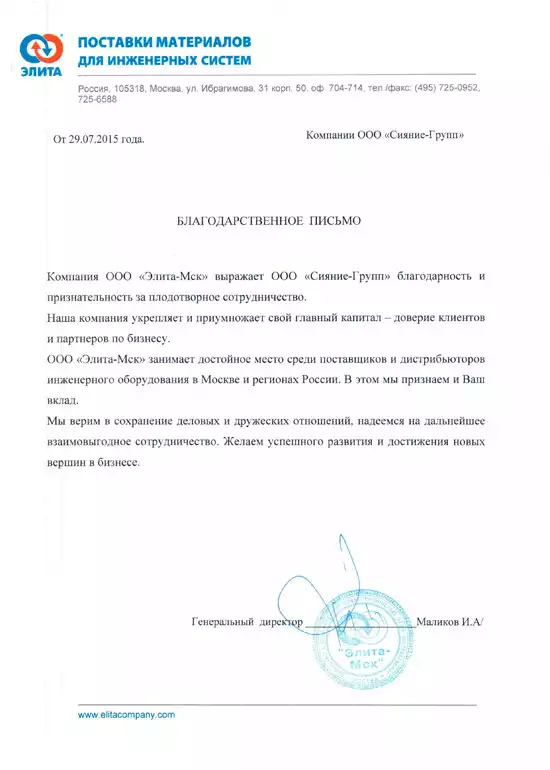 ЭЛИТА
ПОСТАВКИ МАТЕРИАЛОВ
ДЛЯ ИНЖЕНЕРНЫХ СИСТЕМ
Россия, 105318, Москва, ул. Ибрагимова, 31 корп. 50, оф 704-714, тел./факс: (495) 725-0952,
725-6588
От 29.07.2015 года.
Компании ООО «Сияние-Групп»
БЛАГОДАРСТВЕННОЕ ПИСЬМО
Компания ООО «Элита-Мск» выражает ООО «Сияние-Групп» благодарность и
признательность за плодотворное сотрудничество.
Наша компания укрепляет и приумножает свой главный капитал – доверие клиентов
и партнеров по бизнесу.
ООО «Элита-Мск» занимает достойное место среди поставщиков и дистрибьюторов
инженерного оборудования в Москве и регионах России. В этом мы признаем и Ваш
вклад.
Мы верим в сохранение деловых и дружеских отношений, надеемся на дальнейшее
взаимовыгодное сотрудничество. Желаем успешного развития и достижения новых
вершин в бизнесе.
Генеральный директор Маликов И.А/
"Элита-
Мск"
www.elitacompany.com